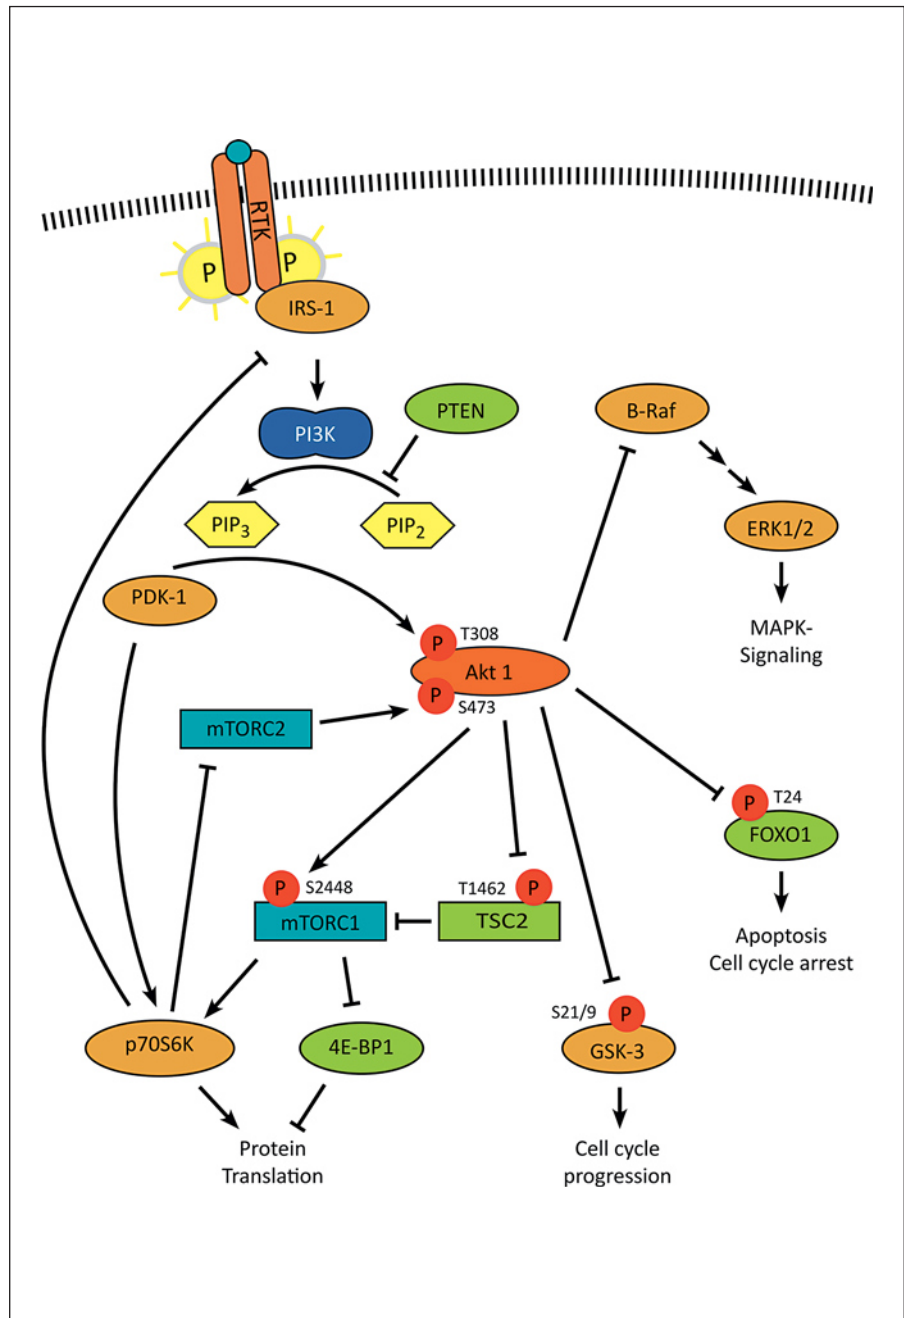 RTK
P
P
IRS-1
PI3K
PTEN
B-Raf
PIP3
PIP2
ERK1/2
PDK-1
MAPK-
Signaling
P
T308
Akt 1
P
S473
mTORC2
P
T24
FOXO1
P
S2448
mTORC1
T1462
P
TSC2
Apoptosis
Cell cycle arrest
S21/9
P
GSK-3
p70S6K
4E-BP1
Protein
Translation
Cell cycle
progression